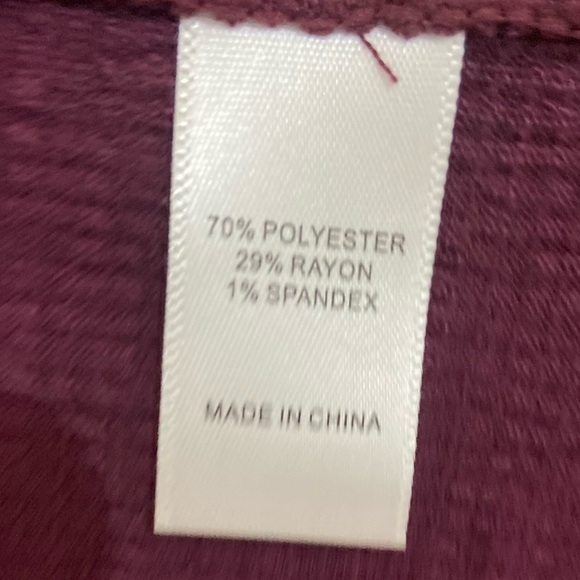 70% POLYESTER
29% RAYON
1% SPANDEX
MADE IN CHINA